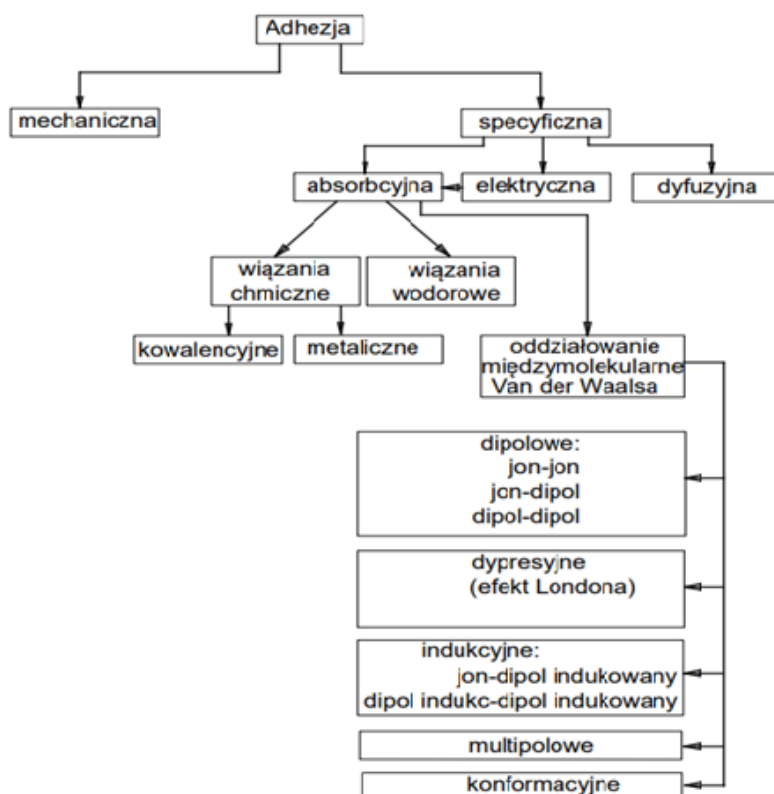 Adhezja
mechaniczna
specyficzna
absorbcyjna
elektryczna
dyfuzyjna
wiązania
chmiczne
wiązania
wodorowe
kowalencyjne
metaliczne
oddziałowanie
międzymolekularne
Van der Waalsa
dipolowe:
jon-jon
jon-dipol
dipol-dipol
dypresyjne
(efekt Londona)
indukcyjne:
jon-dipol indukowany
dipol indukc-dipol indukowany
multipolowe
konformacyjne